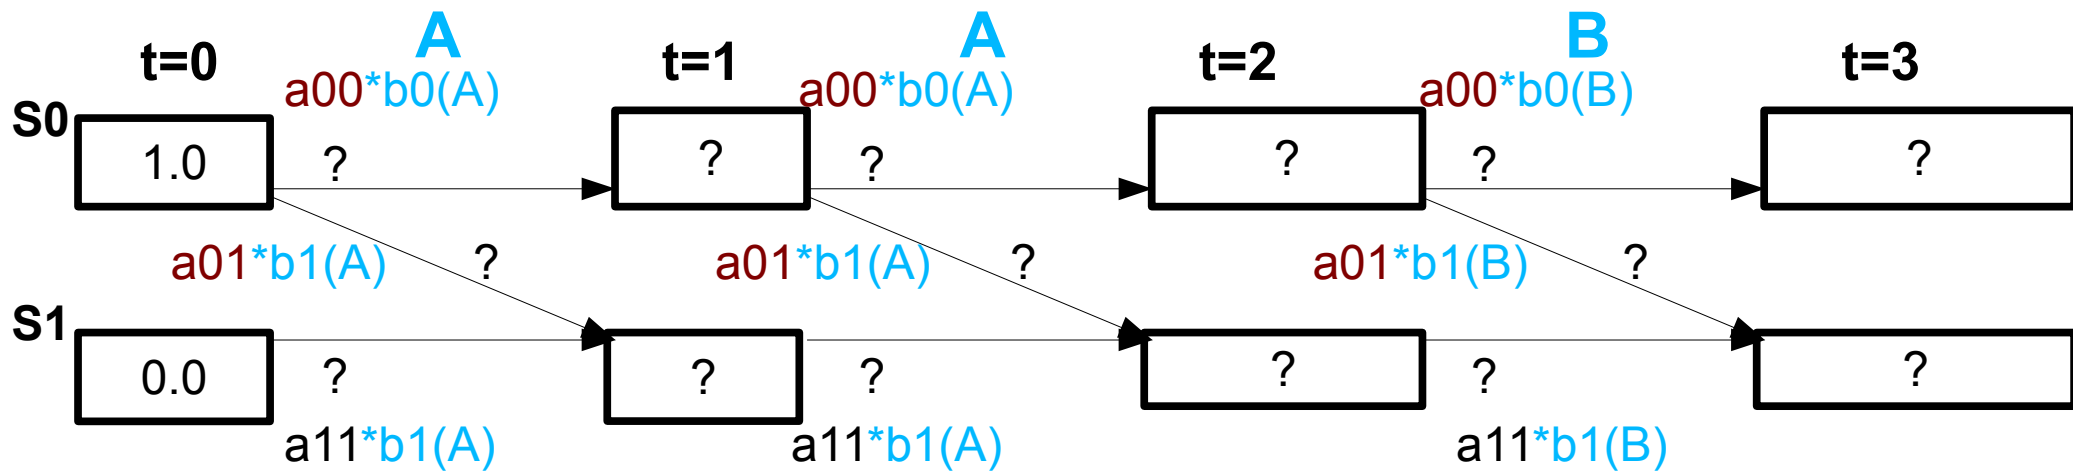 A A B
t=0 t=1 t=2 t=3
a00*b0(A) a00*b0(A) a00*b0(B)
S0
1.0 ? ? ? ? ? ?
a01*b1(A) ? a01*b1(A) ? a01*b1(B) ?
S1
0.0 ? ? ? ? ? ?
a11*b1(A) a11*b1(A) a11*b1(B)